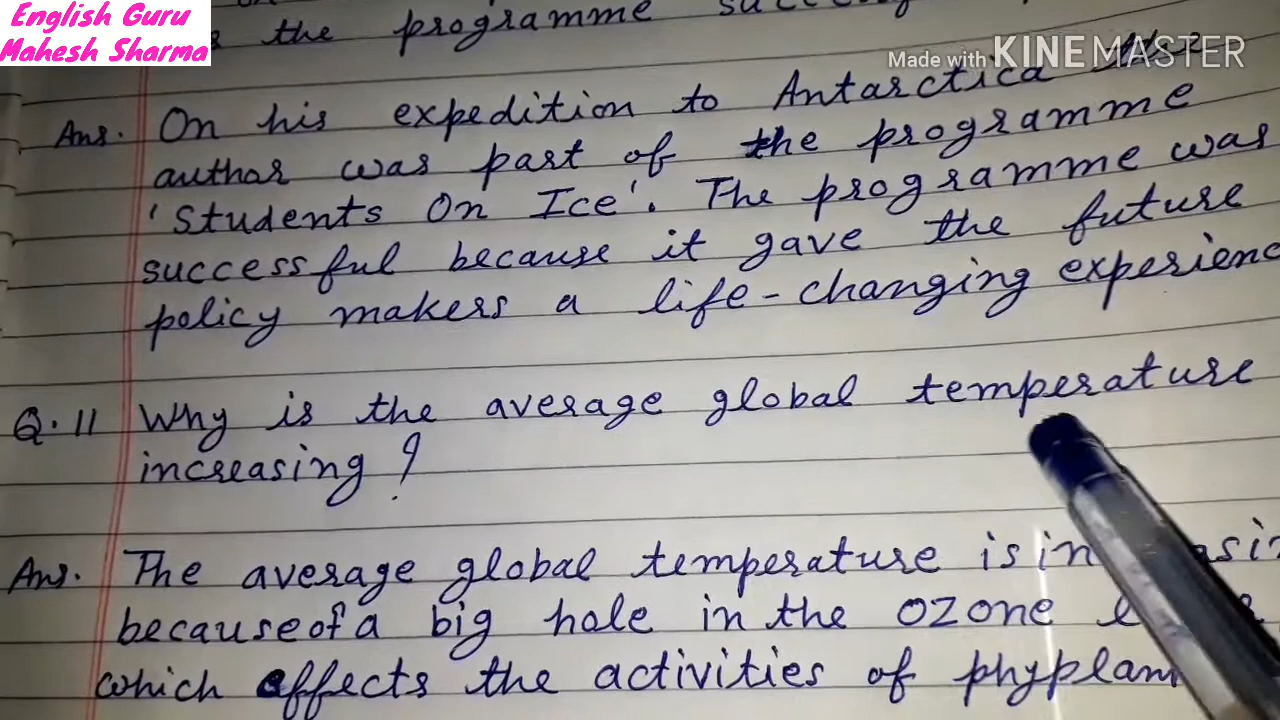 English Guru
Mahesh Sharma
Made with KINEMASTER
the programme
Ans. On his expedition to Antarctica the
author was part of the programme
'Students On Ice'. The programme was
successful because it gave the future
policy makers a life-changing experienc
Q.11 Why is the average global temperature
increasing?
Ans. The average global temperature is in
because of a big hole in the OZONE
which affects the activities of phyplan